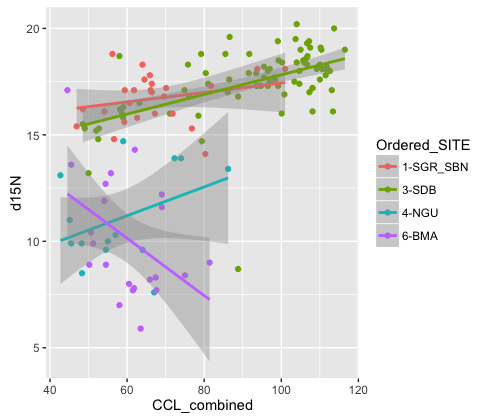 20
15
10
5
d15N
40
60
80
100
120
CCL_combined
Ordered_SITE
1-SGR_SBN
3-SDB
4-NGU
6-BMA